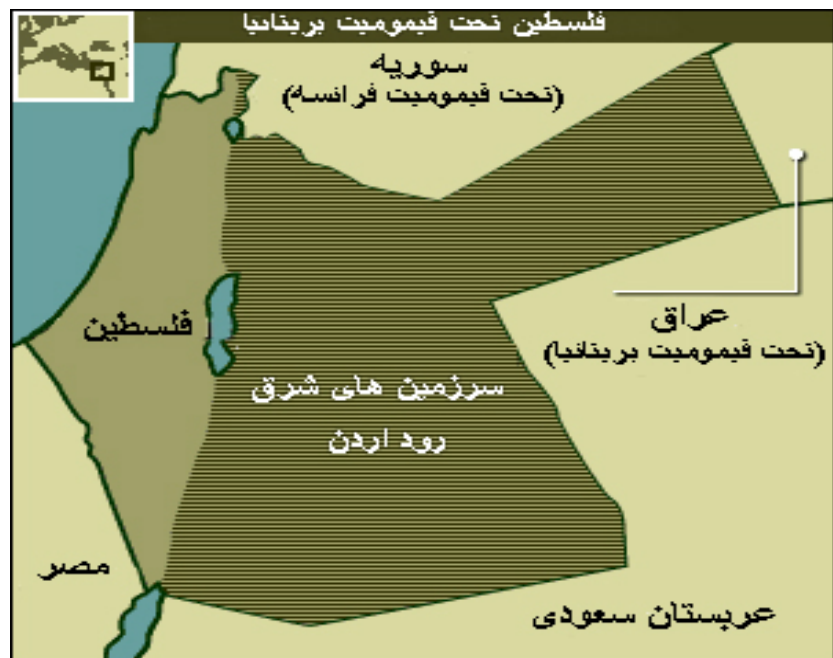 فلسطین تحت قیمومیت بریتانیا
سوریه
(تحت قیمومیت فرانسه)
عراق
(تحت قیمومیت بریتانیا)
فلسطین
سرزمین های شرق
رود اردن
مصر
عربستان سعودی